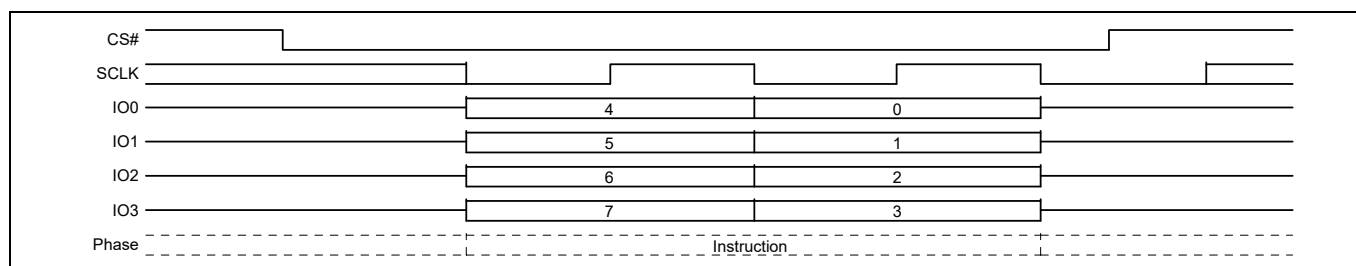 CS#
SCLK
IO0 4 0
IO1 5 1
IO2 6 2
IO3 7 3
Phase Instruction